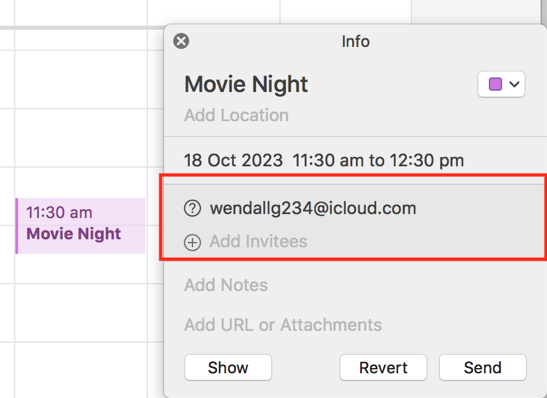 Info
Movie Night
Add Location
18 Oct 2023 11:30 am to 12:30 pm
11:30 am
Movie Night
wendallg234@icloud.com
Add Invitees
Add Notes
Add URL or Attachments
Show
Revert
Send